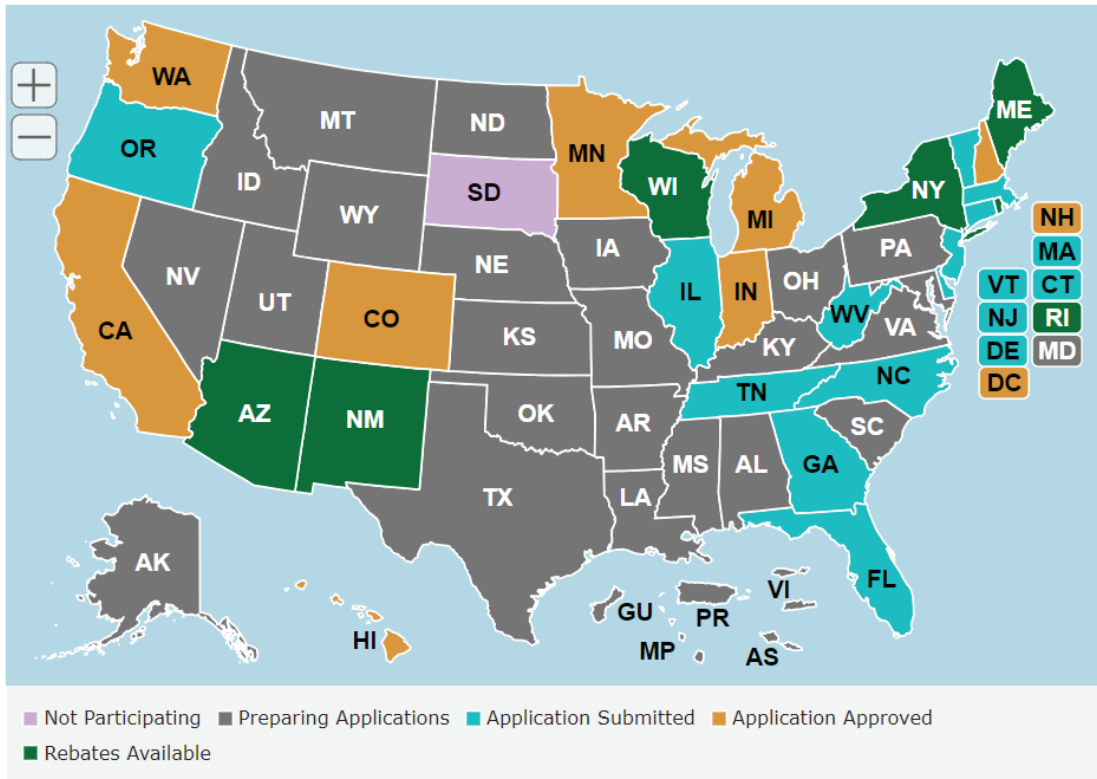 WA
MT
ND
ME
OR
MN
ID
SD
WI
NY
WY
MI
NH
IA
PA
MA
NE
NV
OH
IL
IN
VT
CT
UT
CO
WV
NJ
RI
CA
KS
MO
VA
KY
DE
MD
NC
DC
TN
AZ
NM
OK
AR
SC
MS
AL
GA
TX
LA
AK
FL
VI
GU
PR
HI
MP
AS
Not Participating Preparing Applications Application Submitted Application Approved
Rebates Available